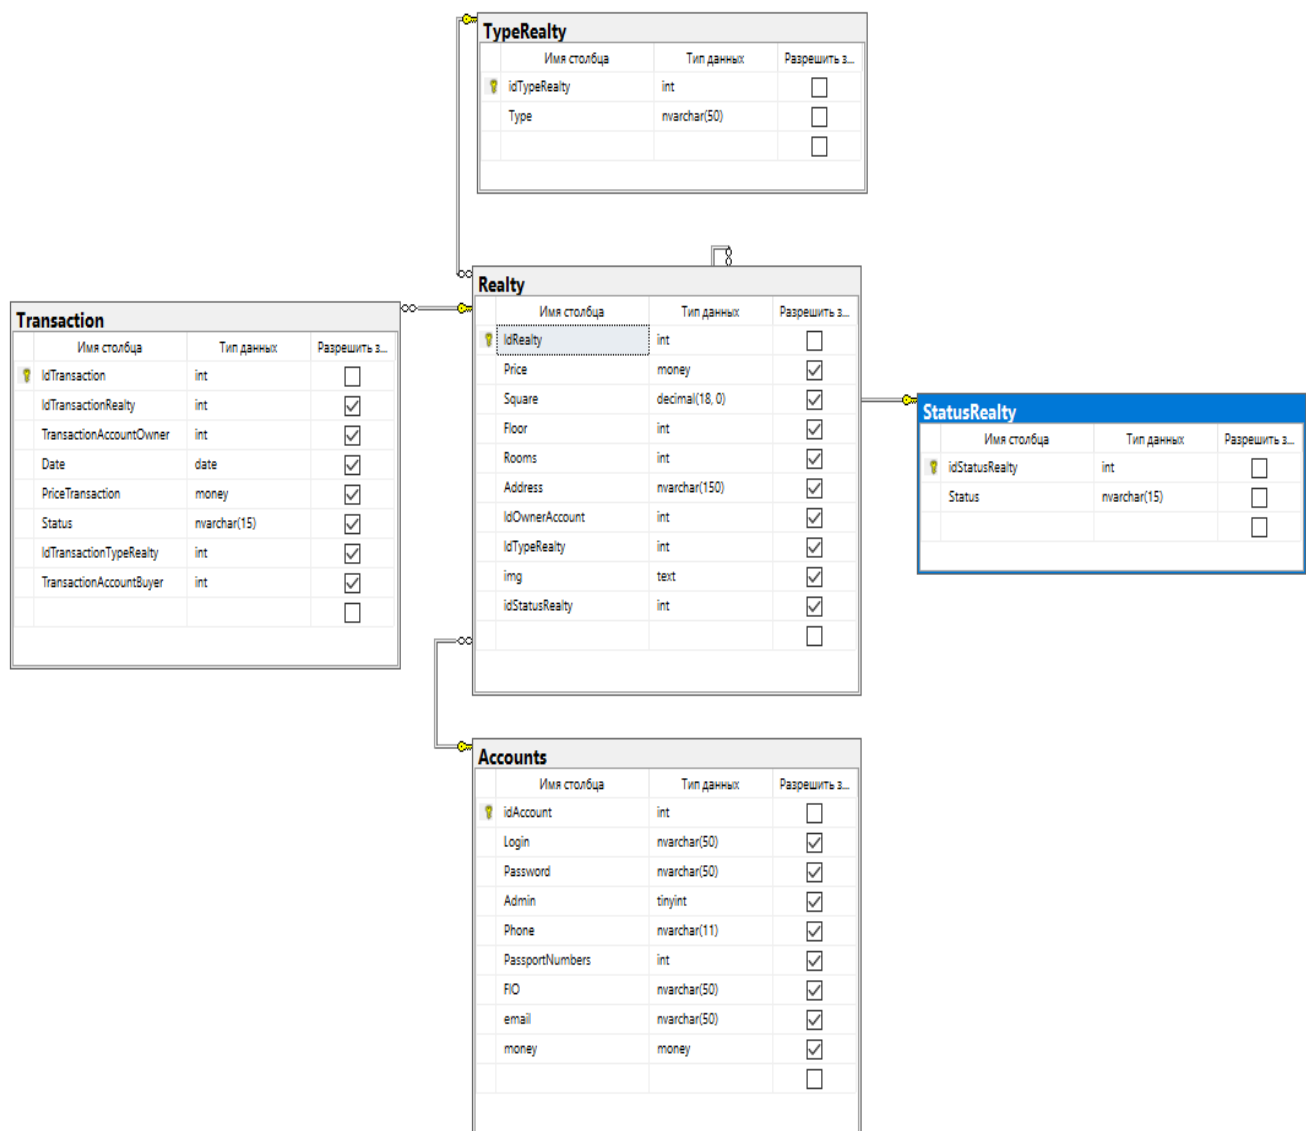 TypeRealty
Имя столбца Тип данных Разрешить з...
idTypeRealty int
Type nvarchar(50)
Realty
Имя столбца Тип данных Разрешить з...
IdRealty int
Price money
Square decimal(18, 0)
Floor int
Rooms int
Address nvarchar(150)
IdOwnerAccount int
IdTypeRealty int
img text
idStatusRealty int
Transaction
Имя столбца Тип данных Разрешить з...
IdTransaction int
IdTransactionRealty int
TransactionAccountOwner int
Date date
PriceTransaction money
Status nvarchar(15)
IdTransactionTypeRealty int
TransactionAccountBuyer int
StatusRealty
Имя столбца Тип данных Разрешить з...
idStatusRealty int
Status nvarchar(15)
Accounts
Имя столбца Тип данных Разрешить з...
idAccount int
Login nvarchar(50)
Password nvarchar(50)
Admin tinyint
Phone nvarchar(11)
PassportNumbers int
FIO nvarchar(50)
email nvarchar(50)
money money